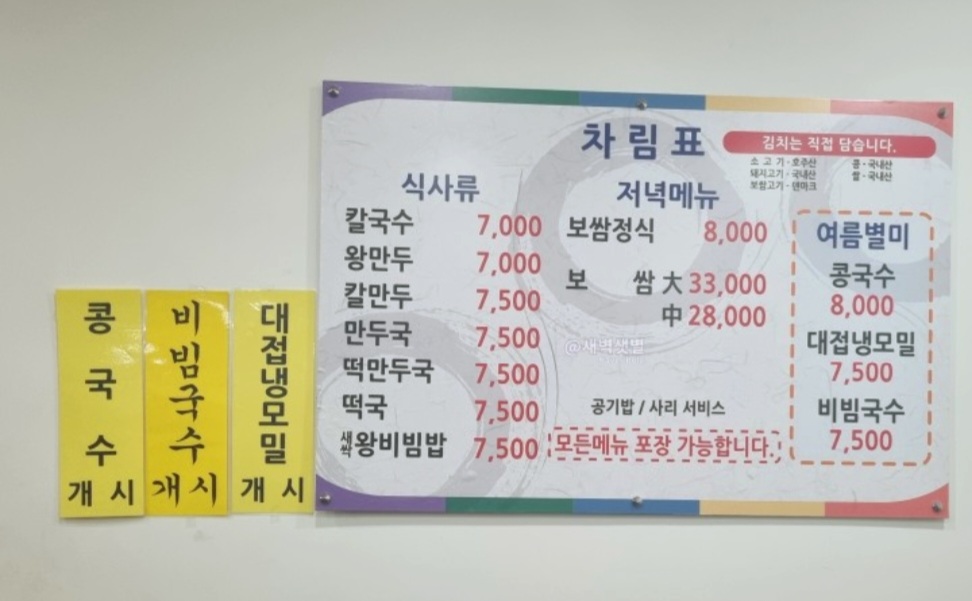 콩국수
개시
비빔국수
개시
대접냉모밀
개시
차림표
김치는 직접 담습니다.
소고기-호주산 콩-국내산
돼지고기-국내산 쌀-국내산
보쌈고기-덴마크
식사류
칼국수 7,000
왕만두 7,000
칼만두 7,500
만두국 7,500
떡만두국 7,500
떡국 7,500
새싹왕비빔밥 7,500
저녁메뉴
보쌈정식 8,000
보쌈 大 33,000
中 28,000
@새벽샛별
공기밥 / 사리 서비스
모든메뉴 포장 가능합니다.
여름별미
콩국수
8,000
대접냉모밀
7,500
비빔국수
7,500